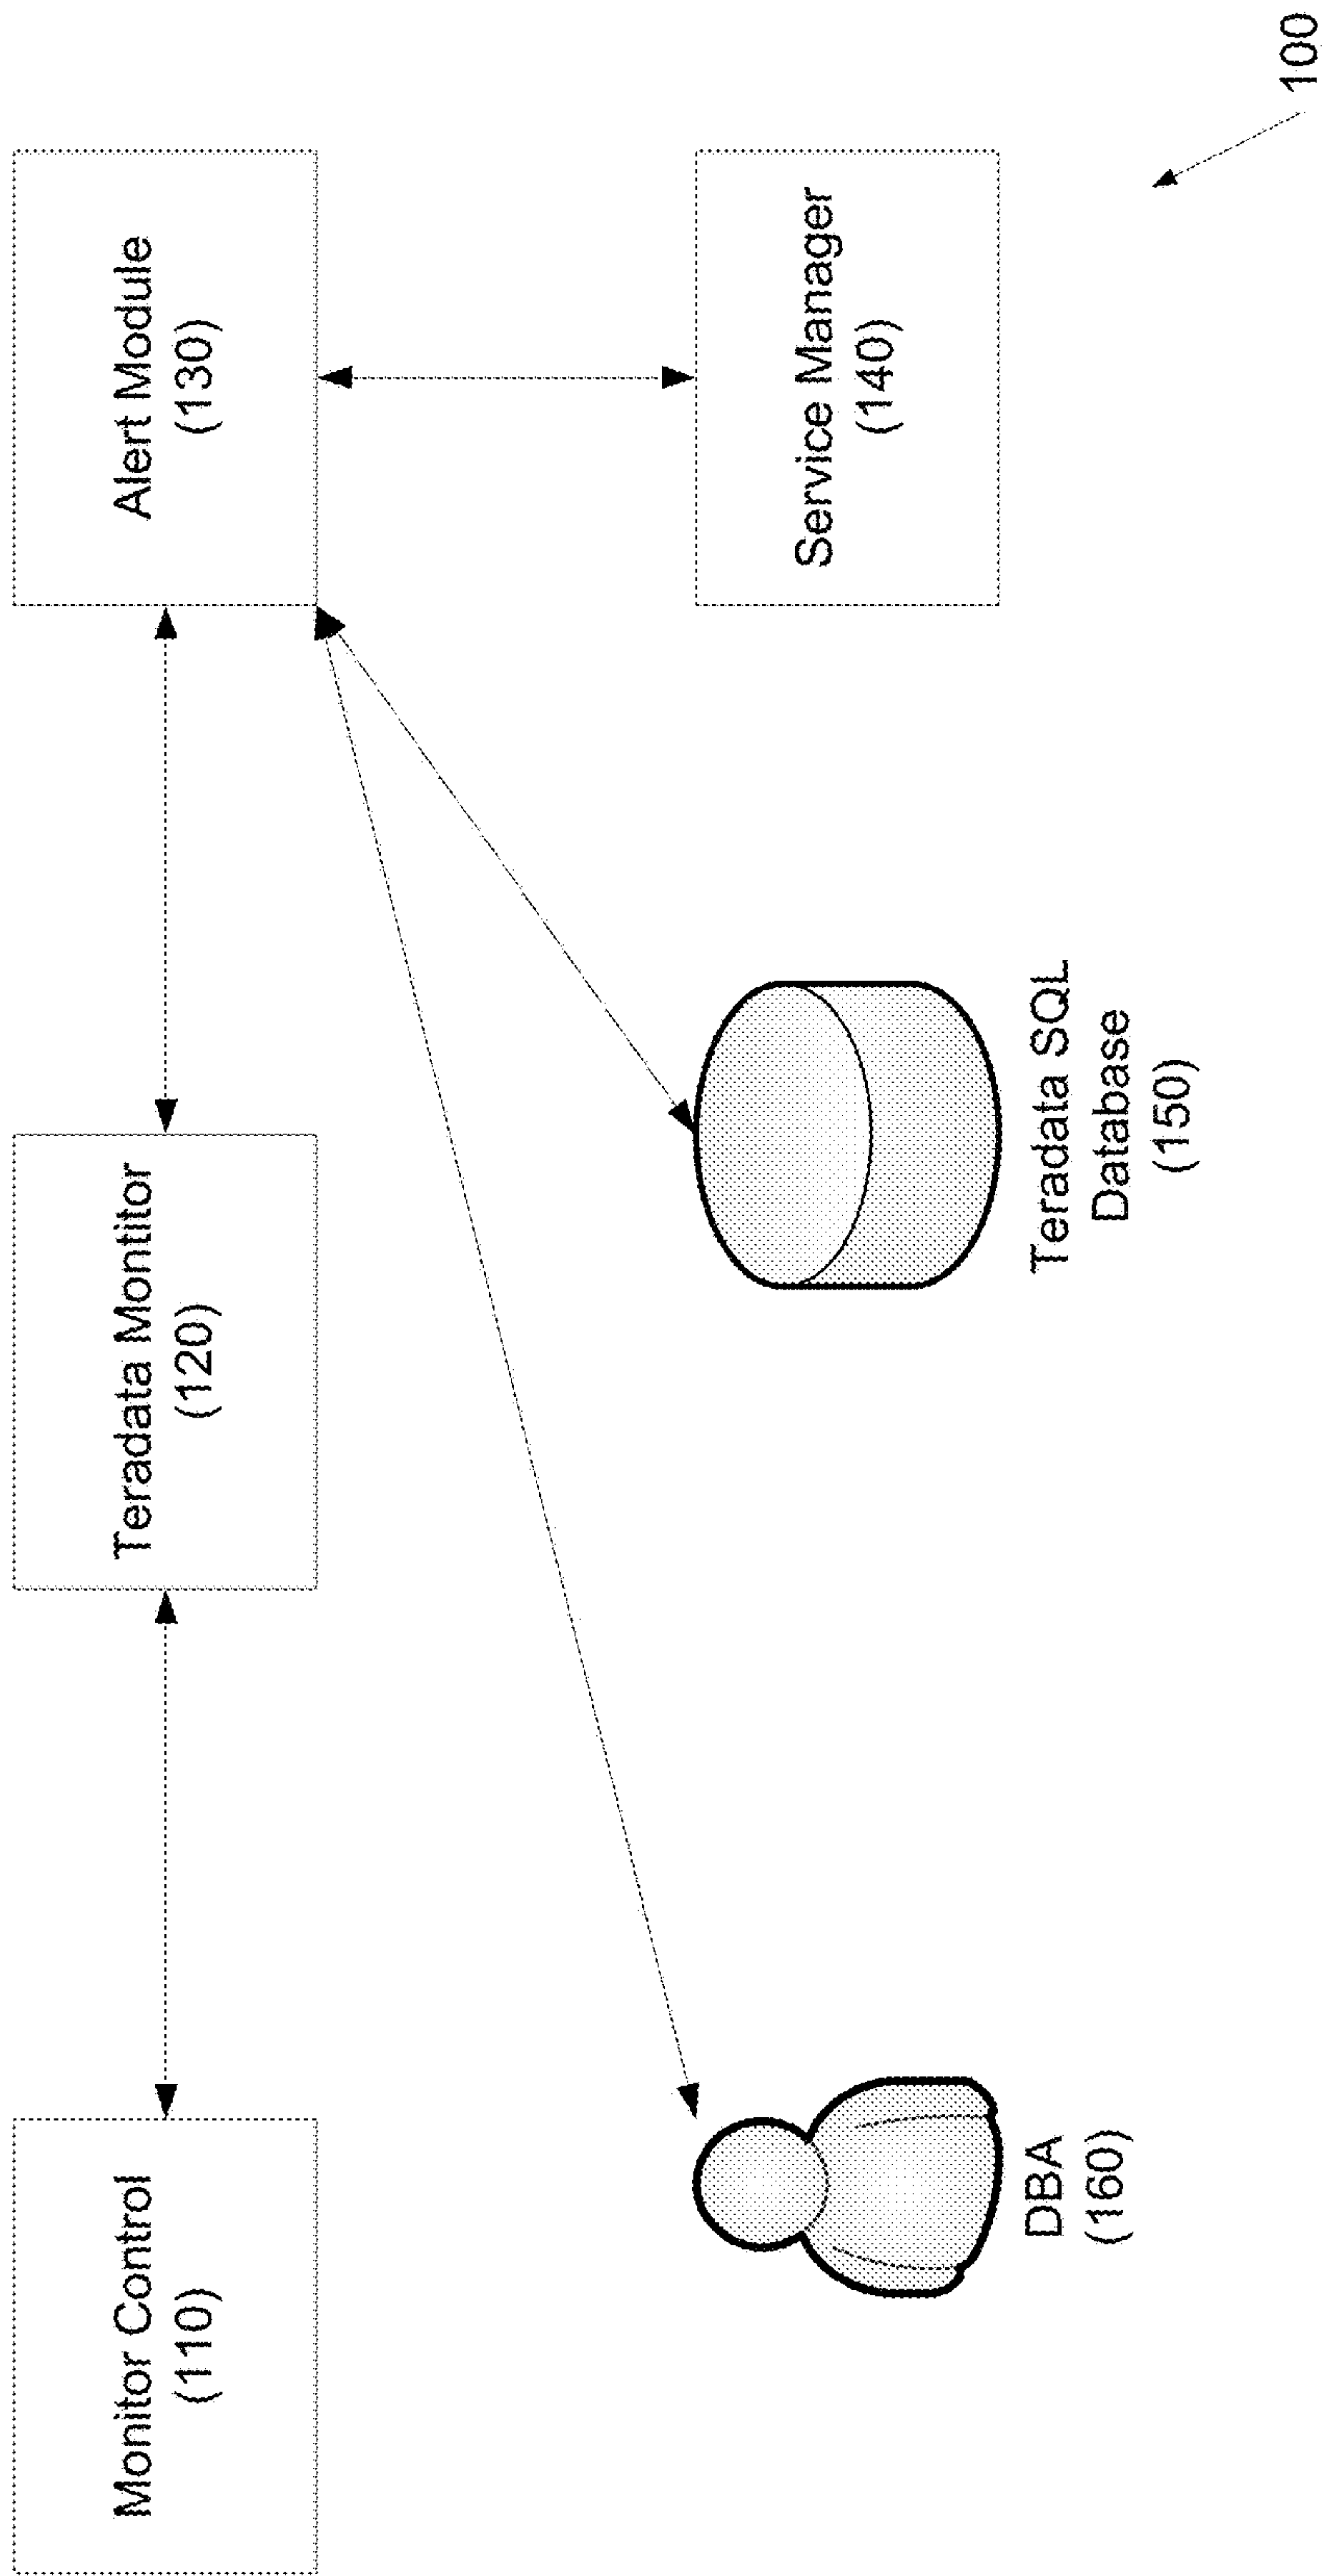 Monitor Control
(110)
Teradata Montitor
(120)
Alert Module
(130)
DBA
(160)
Teradata SQL
Database
(150)
Service Manager
(140)
100